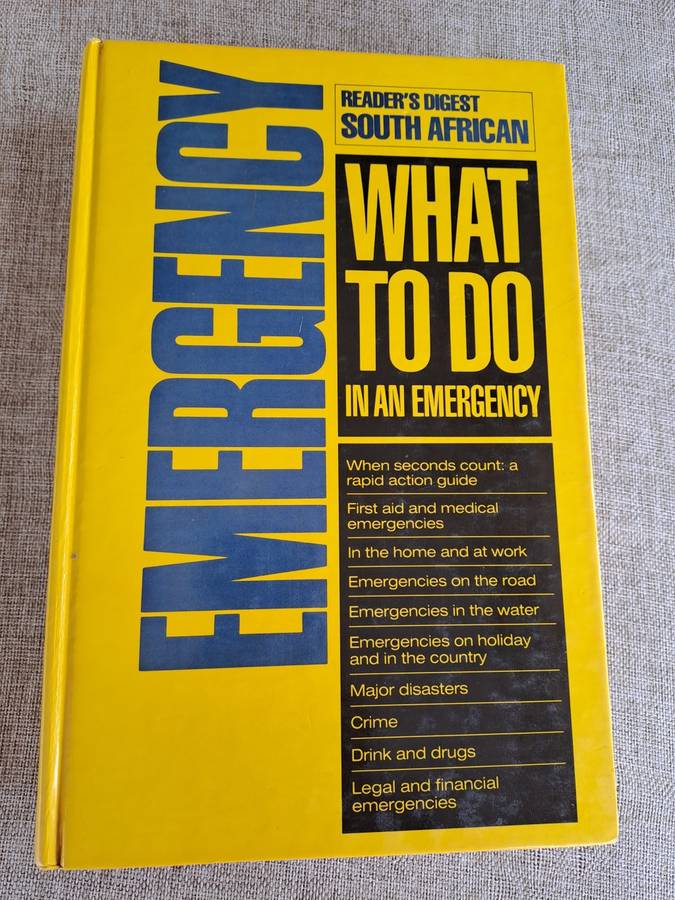 EMERGENCY
READER'S DIGEST
SOUTH AFRICAN
WHAT
TO DO
IN AN EMERGENCY
When seconds count: a
rapid action guide
First aid and medical
emergencies
In the home and at work
Emergencies on the road
Emergencies in the water
Emergencies on holiday
and in the country
Major disasters
Crime
Drink and drugs
Legal and financial
emergencies